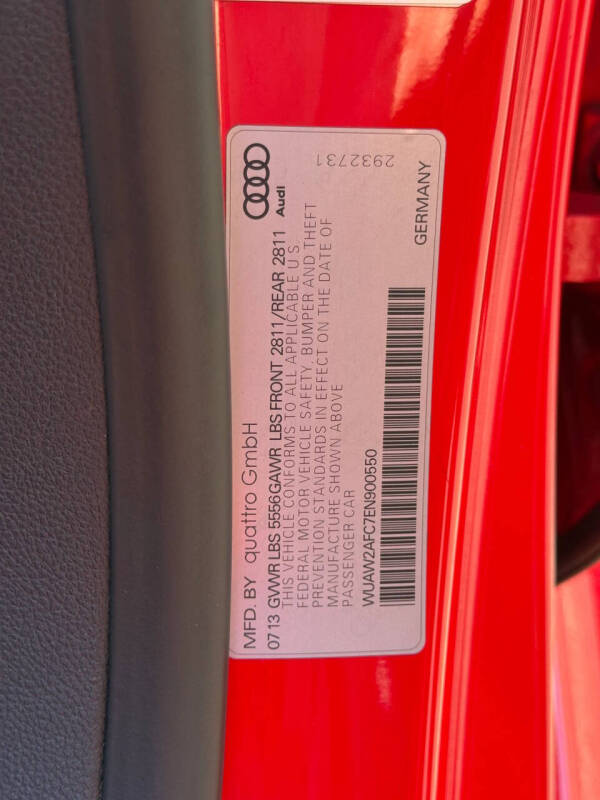 MFD. BY quattro GmbH
Audi
07 13 GVWR LBS 5556GAWR LBS FRONT 2811/REAR 2811
THIS VEHICLE CONFORMS TO ALL APPLICABLE U S.
FEDERAL MOTOR VEHICLE SAFETY, BUMPER AND THEFT
PREVENTION STANDARDS IN EFFECT ON THE DATE OF
MANUFACTURE SHOWN ABOVE
PASSENGER CAR
2932731
WUAW2AFC7EN900550
GERMANY